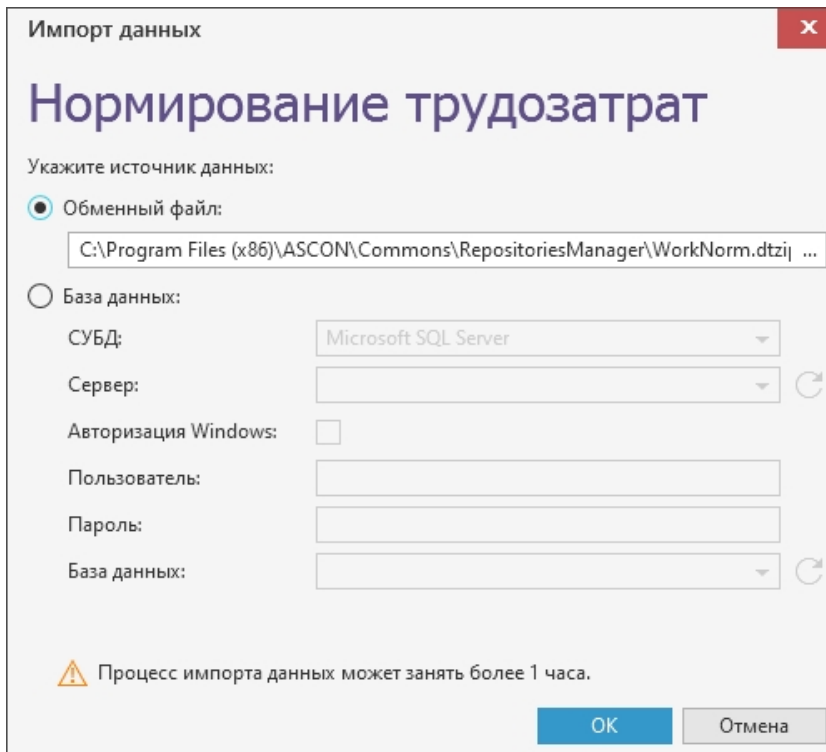 Импорт данных
Нормирование трудозатрат
Укажите источник данных:
Обменный файл:
C:\Program Files (x86)\ASCON\Commons\RepositoriesManager\WorkNorm.dtzip ...
База данных:
СУБД: Microsoft SQL Server
Сервер:
Авторизация Windows:
Пользователь:
Пароль:
База данных:
Процесс импорта данных может занять более 1 часа.
ОК Отмена